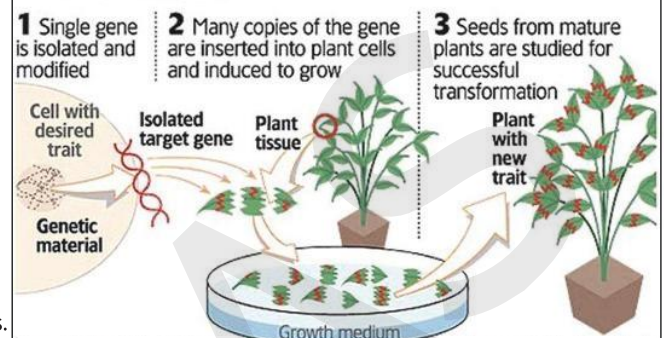 1 Single gene
is isolated and
modified
2 Many copies of the gene
are inserted into plant cells
and induced to grow
3 Seeds from mature
plants are studied for
successful
transformation
Cell with
desired
trait
Isolated
target gene
Plant
tissue
Genetic
material
Plant
with
new
trait
Growth medium
s.